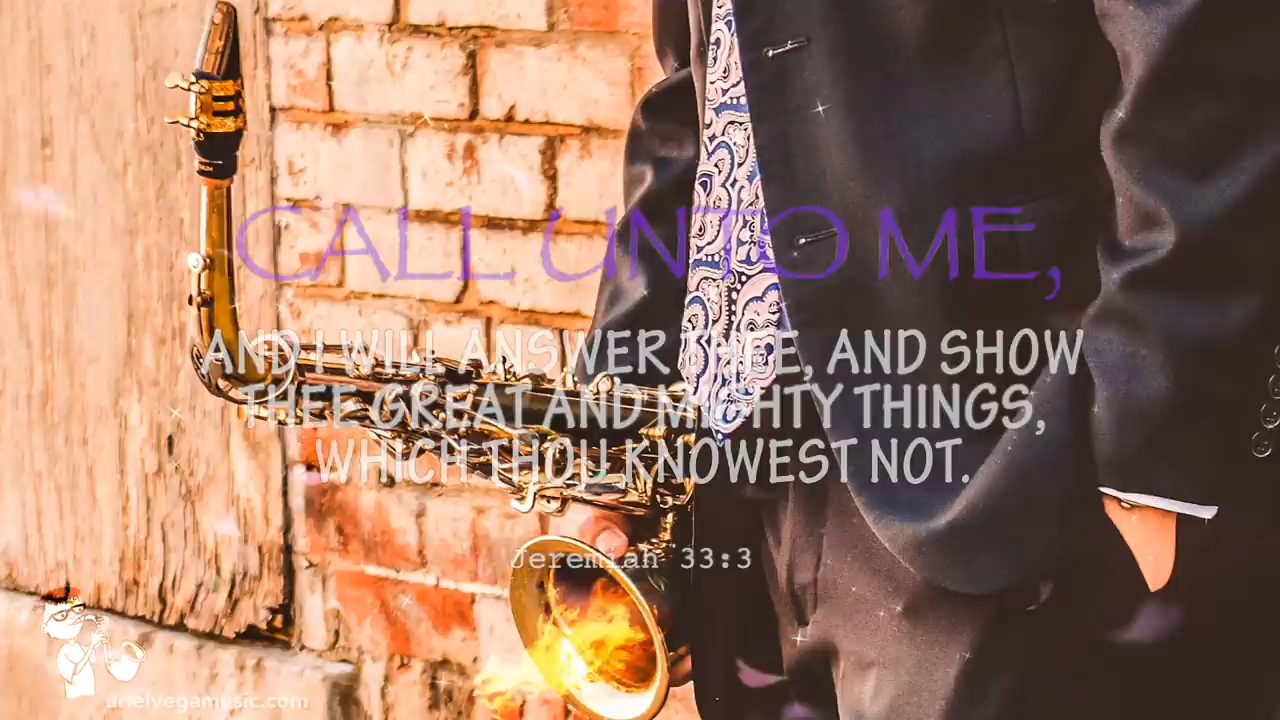 CALL UNTO ME,
AND I WILL ANSWER THEE, AND SHOW
THEE GREAT AND MIGHTY THINGS,
WHICH THOU KNOWEST NOT.
Jeremiah 33:3
urielvegamusic.com